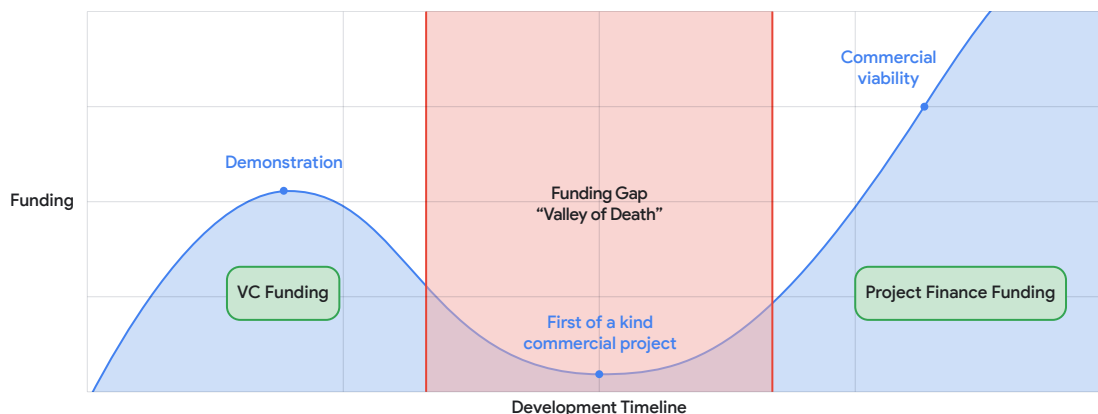 Commercial
viability
Demonstration
Funding
Funding Gap
“Valley of Death”
VC Funding
Project Finance Funding
First of a kind
commercial project
Development Timeline